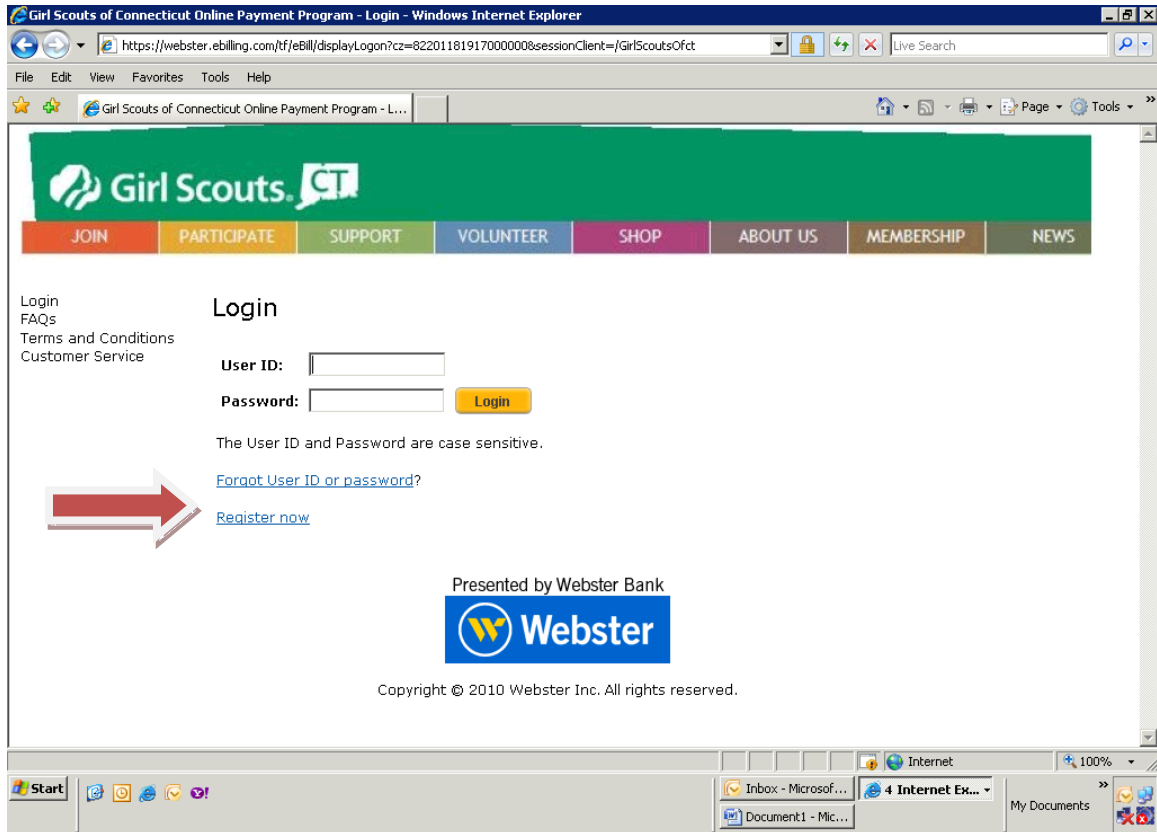 Girl Scouts of Connecticut Online Payment Program - Login - Windows Internet Explorer
https://webster.ebilling.com/tf/eBill/displayLogon?cz=822011819170000008sessionClient=/GirlScoutsOfct
Live Search
File Edit View Favorites Tools Help
Girl Scouts of Connecticut Online Payment Program - L...
Page Tools »
Girl Scouts. CT.
JOIN PARTICIPATE SUPPORT VOLUNTEER SHOP ABOUT US MEMBERSHIP NEWS
Login
FAQs
Terms and Conditions
Customer Service
Login
User ID:
Password: Login
The User ID and Password are case sensitive.
Forgot User ID or password?
Register now
Presented by Webster Bank
W Webster
Copyright © 2010 Webster Inc. All rights reserved.
Internet 100%
Start
Inbox - Microsof... 4 Internet Ex... My Documents »
Document1 - Mic...